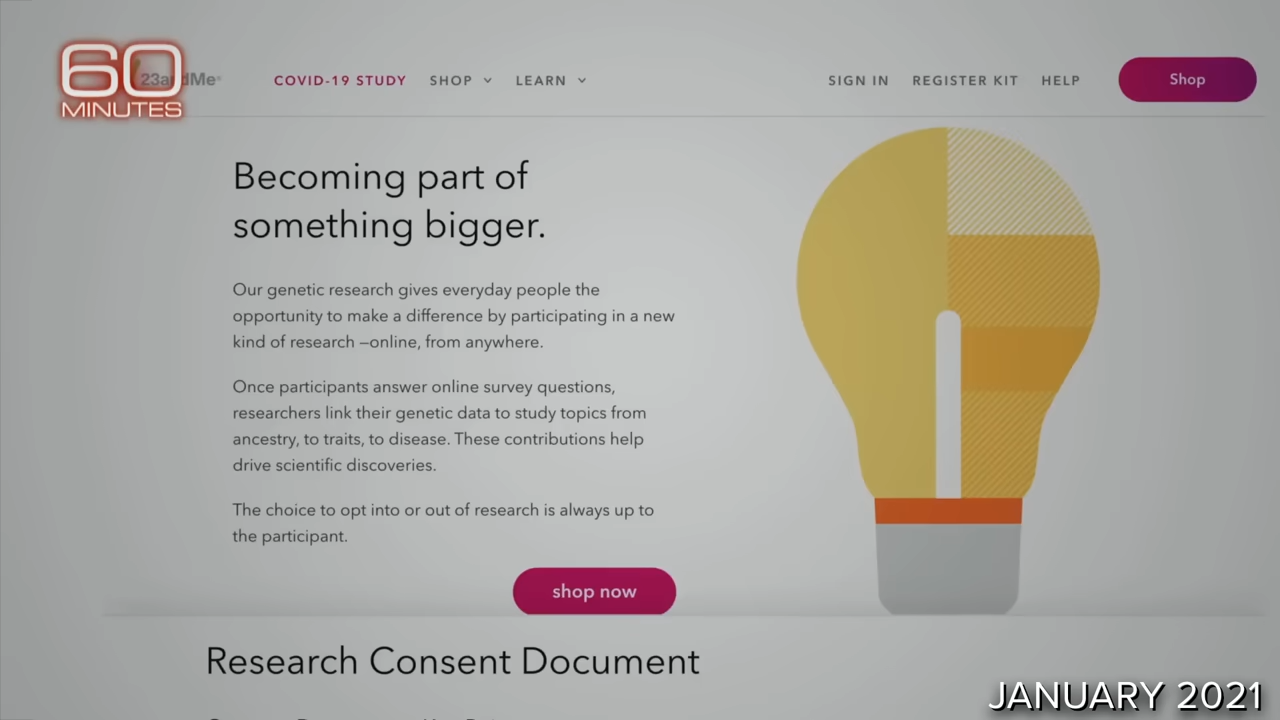 60
MINUTES
23andMe
COVID-19 STUDY SHOP LEARN SIGN IN REGISTER KIT HELP Shop
Becoming part of
something bigger.
Our genetic research gives everyday people the
opportunity to make a difference by participating in a new
kind of research —online, from anywhere.
Once participants answer online survey questions,
researchers link their genetic data to study topics from
ancestry, to traits, to disease. These contributions help
drive scientific discoveries.
The choice to opt into or out of research is always up to
the participant.
shop now
Research Consent Document
JANUARY 2021